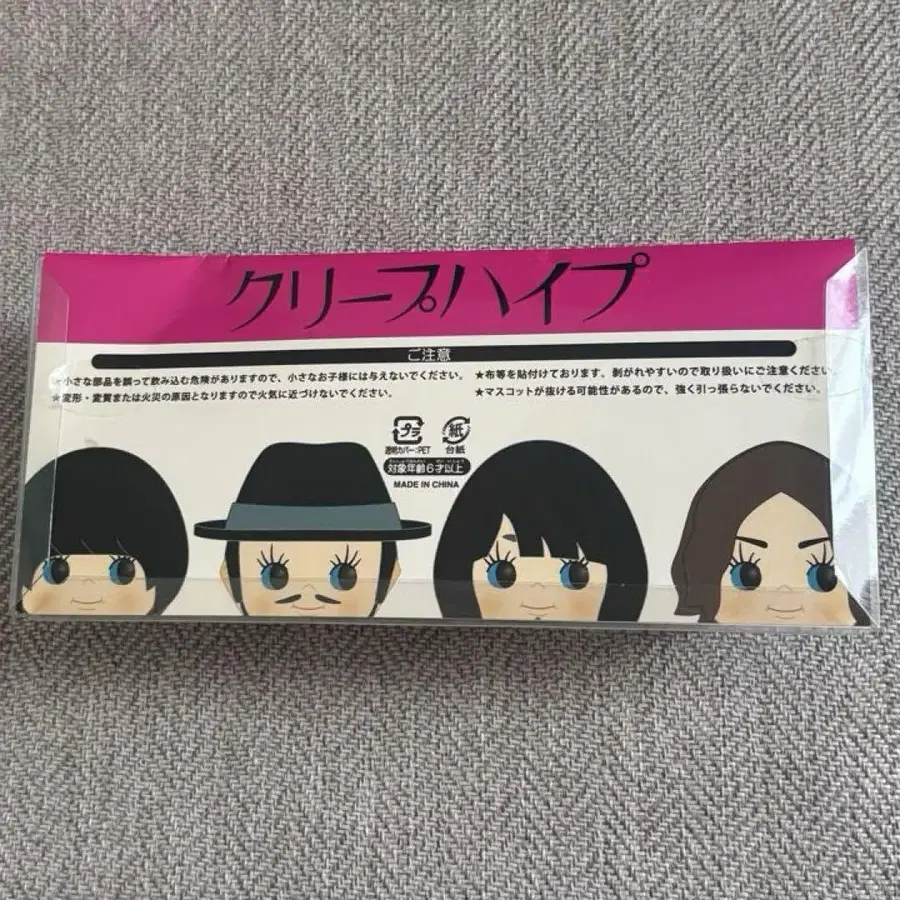 クリープハイプ
ご注意
★小さな部品を誤って飲み込む危険がありますので、小さなお子様には与えないでください。
★変形・変質または火災の原因となりますので火気に近づけないでください。
★布等を貼付けております。剥がれやすいので取り扱いにご注意ください。
★マスコットが抜ける可能性があるので、強く引っ張らないでください。
プラ
透明カバー:PET
紙
台紙
対象年齢6才以上
MADE IN CHINA